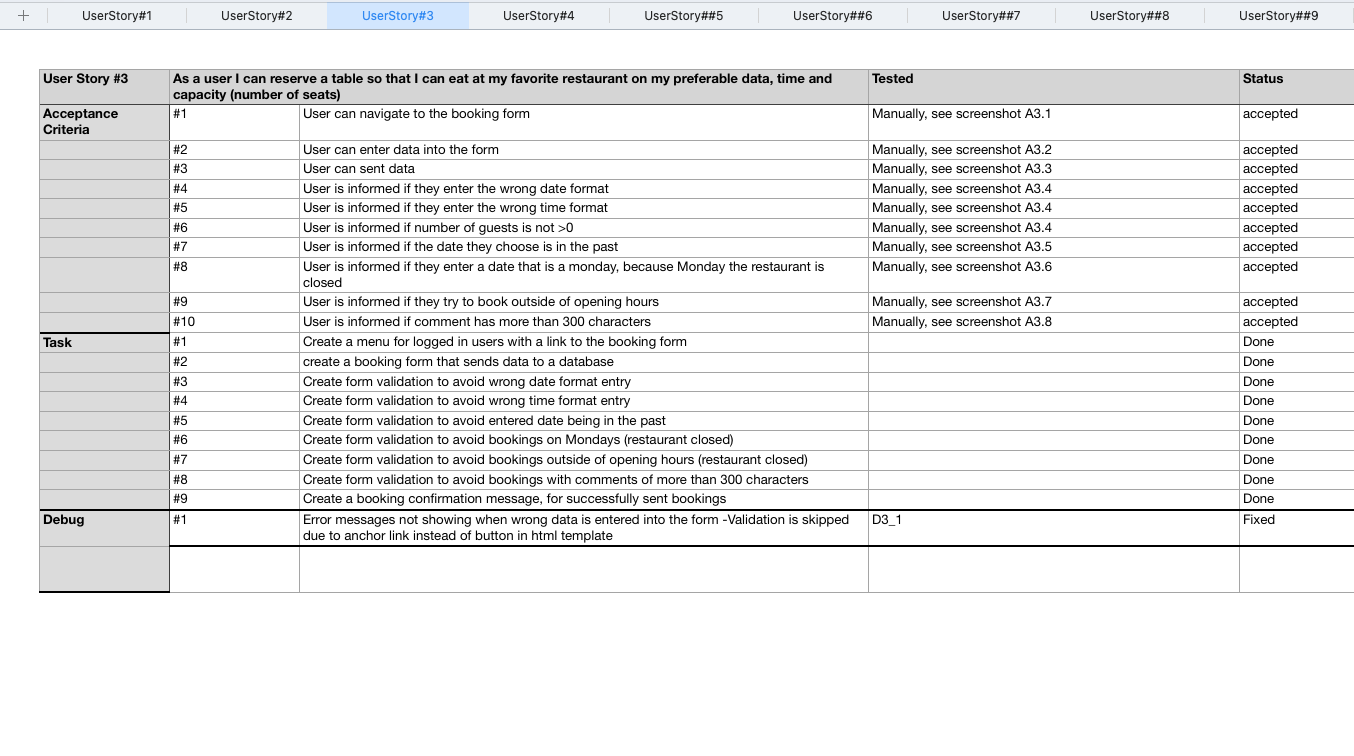 + UserStory#1 UserStory#2 UserStory#3 UserStory#4 UserStory##5 UserStory##6 UserStory##7 UserStory##8 UserStory##9
User Story #3 As a user I can reserve a table so that I can eat at my favorite restaurant on my preferable data, time and Tested Status
capacity (number of seats)
Acceptance #1 User can navigate to the booking form Manually, see screenshot A3.1 accepted
Criteria
#2 User can enter data into the form Manually, see screenshot A3.2 accepted
#3 User can sent data Manually, see screenshot A3.3 accepted
#4 User is informed if they enter the wrong date format Manually, see screenshot A3.4 accepted
#5 User is informed if they enter the wrong time format Manually, see screenshot A3.4 accepted
#6 User is informed if number of guests is not >0 Manually, see screenshot A3.4 accepted
#7 User is informed if the date they choose is in the past Manually, see screenshot A3.5 accepted
#8 User is informed if they enter a date that is a monday, because Monday the restaurant is Manually, see screenshot A3.6 accepted
closed
#9 User is informed if they try to book outside of opening hours Manually, see screenshot A3.7 accepted
#10 User is informed if comment has more than 300 characters Manually, see screenshot A3.8 accepted
Task #1 Create a menu for logged in users with a link to the booking form Done
#2 create a booking form that sends data to a database Done
#3 Create form validation to avoid wrong date format entry Done
#4 Create form validation to avoid wrong time format entry Done
#5 Create form validation to avoid entered date being in the past Done
#6 Create form validation to avoid bookings on Mondays (restaurant closed) Done
#7 Create form validation to avoid bookings outside of opening hours (restaurant closed) Done
#8 Create form validation to avoid bookings with comments of more than 300 characters Done
#9 Create a booking confirmation message, for successfully sent bookings Done
Debug #1 Error messages not showing when wrong data is entered into the form -Validation is skipped D3_1 Fixed
due to anchor link instead of button in html template